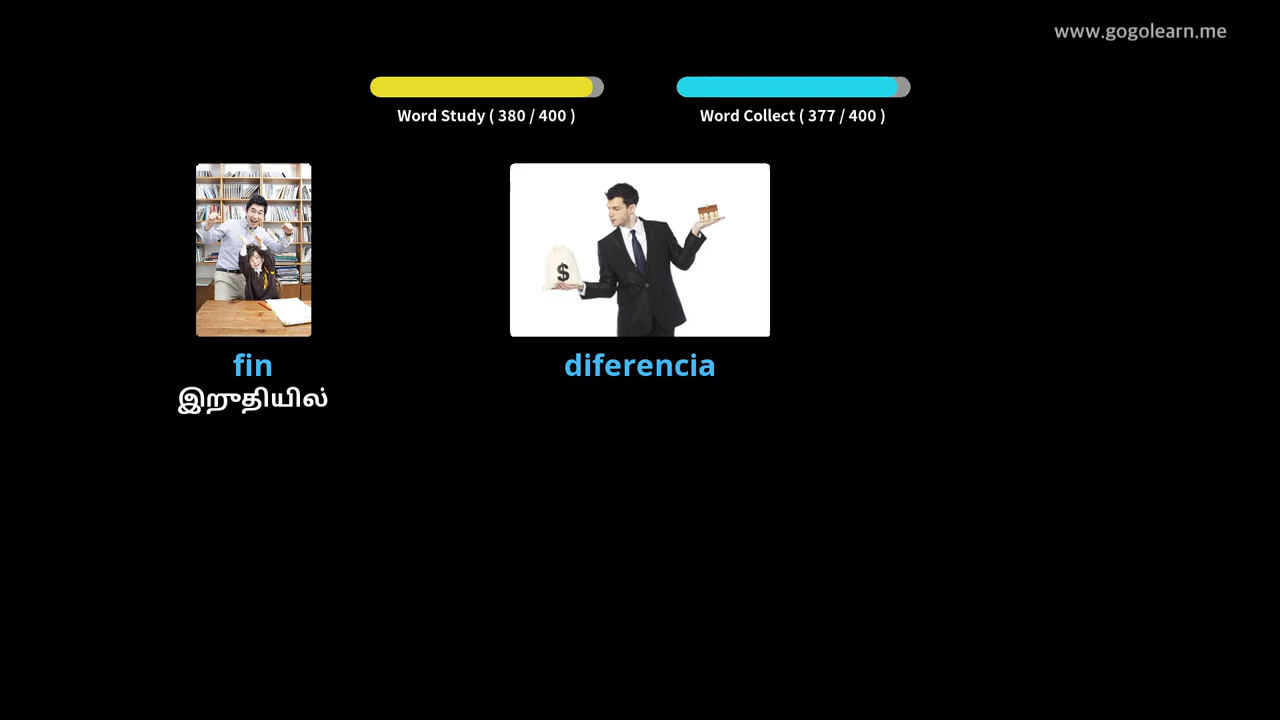 www.gogolearn.me
Word Study ( 380 / 400 )
Word Collect ( 377 / 400 )
$
fin
diferencia
இறுதியில்